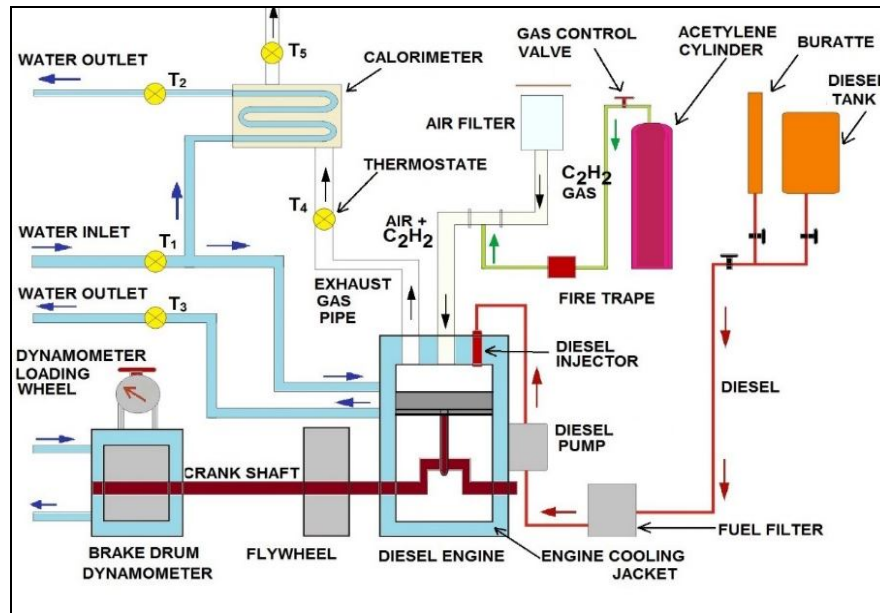 WATER OUTLET
T5
T2
CALORIMETER
GAS CONTROL
VALVE
ACETYLENE
CYLINDER
BURATTE
DIESEL
TANK
AIR FILTER
THERMOSTATE
T4
C2H2
GAS
AIR +
C2H2
WATER INLET
T1
WATER OUTLET
T3
EXHAUST
GAS
PIPE
FIRE TRAPE
DYNAMOMETER
LOADING
WHEEL
DIESEL
INJECTOR
DIESEL
DIESEL
PUMP
CRANK SHAFT
FUEL FILTER
BRAKE DRUM
DYNAMOMETER
FLYWHEEL
DIESEL ENGINE
ENGINE COOLING
JACKET